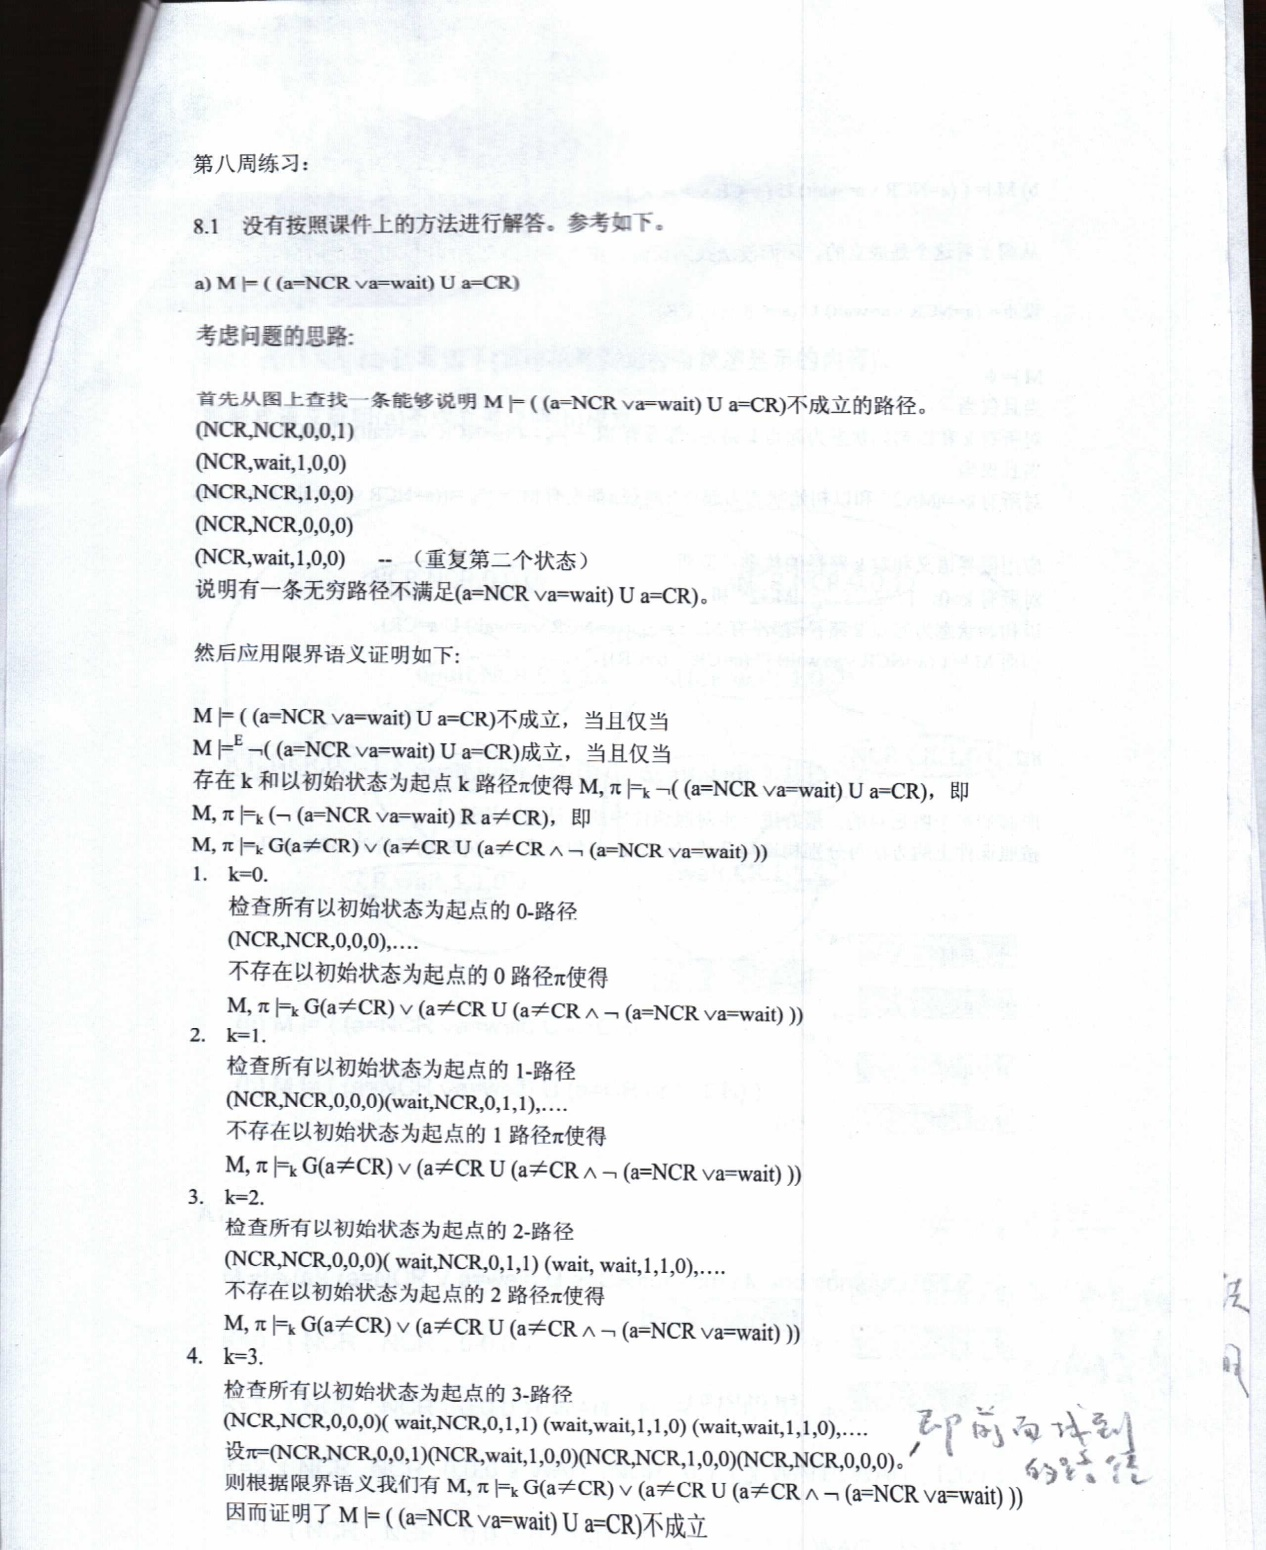 第八周练习：
8.1 没有按照课件上的方法进行解答。参考如下。
a) M |= ( (a=NCR ∨a=wait) U a=CR)
考虑问题的思路:
首先从图上查找一条能够说明 M |= ( (a=NCR ∨a=wait) U a=CR)不成立的路径。
(NCR,NCR,0,0,1)
(NCR,wait,1,0,0)
(NCR,NCR,1,0,0)
(NCR,NCR,0,0,0)
(NCR,wait,1,0,0) -- （重复第二个状态）
说明有一条无穷路径不满足(a=NCR ∨a=wait) U a=CR)。
然后应用限界语义证明如下:
M |= ( (a=NCR ∨a=wait) U a=CR)不成立，当且仅当
M |=ᴱ ¬( (a=NCR ∨a=wait) U a=CR)成立，当且仅当
存在 k 和以初始状态为起点 k 路径π使得 M, π |=ₖ ¬( (a=NCR ∨a=wait) U a=CR)，即
M, π |=ₖ (¬ (a=NCR ∨a=wait) R a≠CR)，即
M, π |=ₖ G(a≠CR) ∨ (a≠CR U (a≠CR ∧ ¬ (a=NCR ∨a=wait) ))
1. k=0.
检查所有以初始状态为起点的 0-路径
(NCR,NCR,0,0,0),….
不存在以初始状态为起点的 0 路径π使得
M, π |=ₖ G(a≠CR) ∨ (a≠CR U (a≠CR ∧ ¬ (a=NCR ∨a=wait) ))
2. k=1.
检查所有以初始状态为起点的 1-路径
(NCR,NCR,0,0,0)(wait,NCR,0,1,1),….
不存在以初始状态为起点的 1 路径π使得
M, π |=ₖ G(a≠CR) ∨ (a≠CR U (a≠CR ∧ ¬ (a=NCR ∨a=wait) ))
3. k=2.
检查所有以初始状态为起点的 2-路径
(NCR,NCR,0,0,0)( wait,NCR,0,1,1) (wait, wait,1,1,0),….
不存在以初始状态为起点的 2 路径π使得
M, π |=ₖ G(a≠CR) ∨ (a≠CR U (a≠CR ∧ ¬ (a=NCR ∨a=wait) ))
4. k=3.
检查所有以初始状态为起点的 3-路径
(NCR,NCR,0,0,0)( wait,NCR,0,1,1) (wait,wait,1,1,0) (wait,wait,1,1,0),….
设π=(NCR,NCR,0,0,1)(NCR,wait,1,0,0)(NCR,NCR,1,0,0)(NCR,NCR,0,0,0)。
即前面找到
的路径
则根据限界语义我们有 M, π |=ₖ G(a≠CR) ∨ (a≠CR U (a≠CR ∧ ¬ (a=NCR ∨a=wait) ))
因而证明了 M |= ( (a=NCR ∨a=wait) U a=CR)不成立